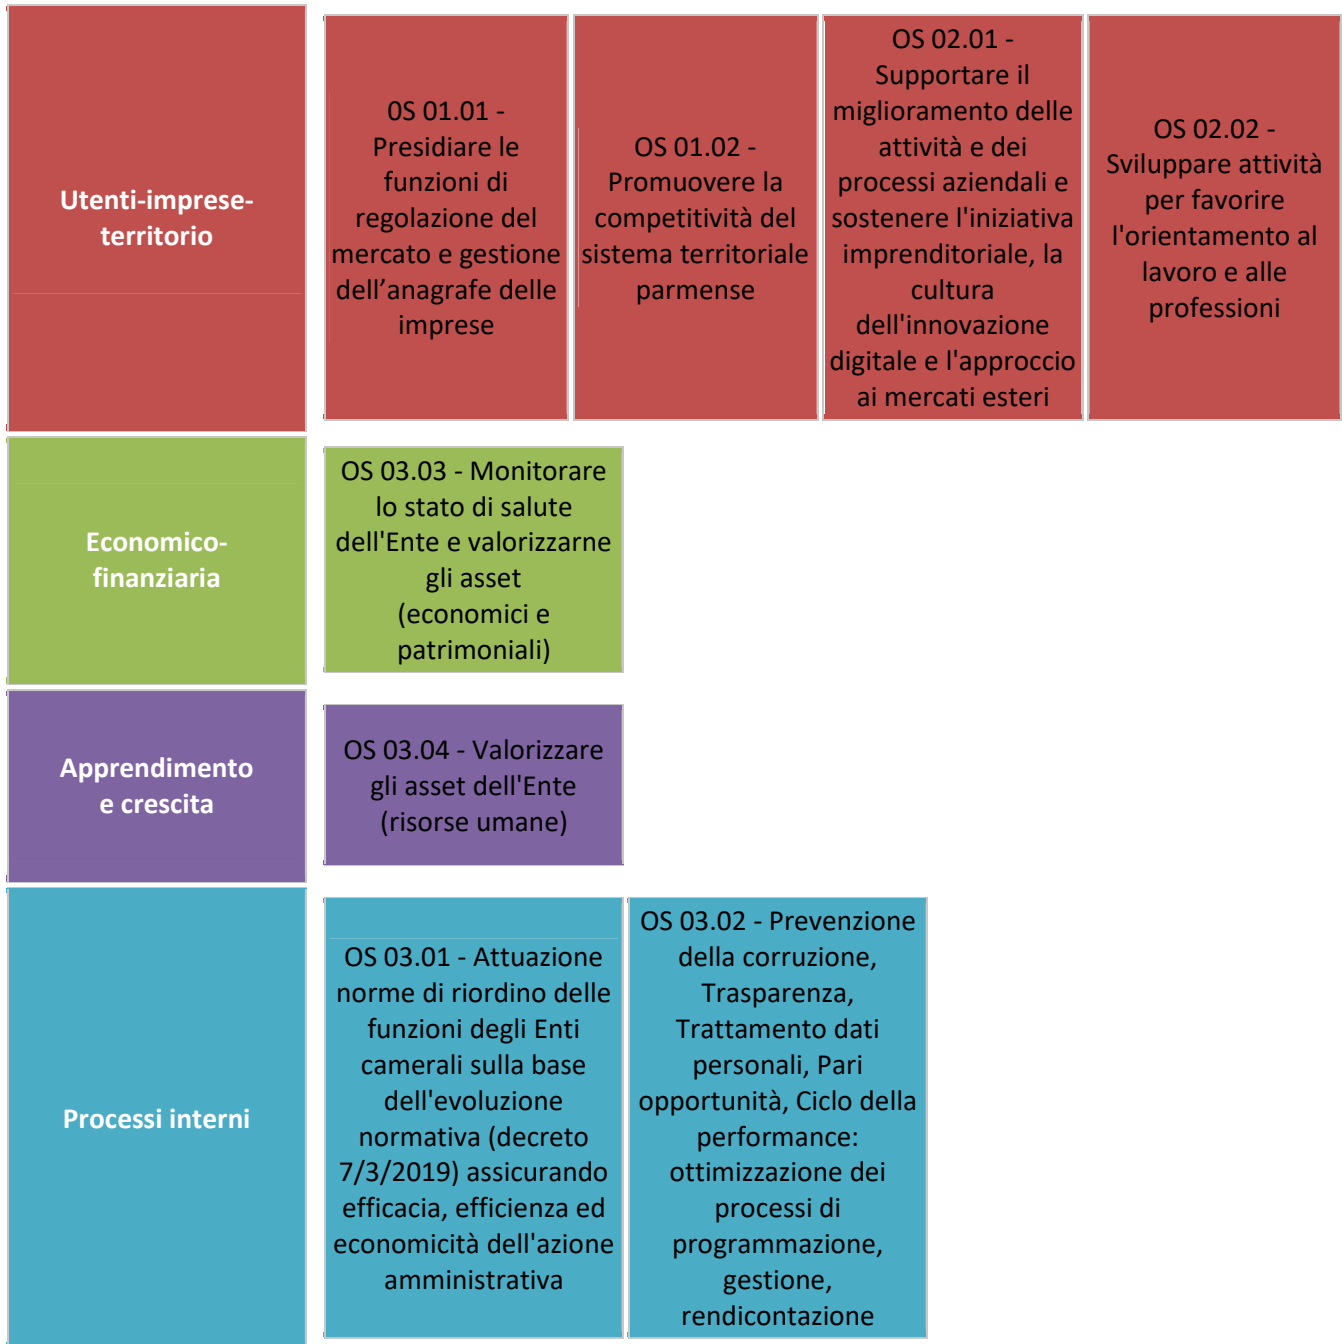 Utenti-imprese-
territorio
0S 01.01 -
Presidiare le
funzioni di
regolazione del
mercato e gestione
dell’anagrafe delle
imprese
OS 01.02 -
Promuovere la
competitività del
sistema territoriale
parmense
OS 02.01 -
Supportare il
miglioramento delle
attività e dei
processi aziendali e
sostenere l'iniziativa
imprenditoriale, la
cultura
dell'innovazione
digitale e l'approccio
ai mercati esteri
OS 02.02 -
Sviluppare attività
per favorire
l'orientamento al
lavoro e alle
professioni
Economico-
finanziaria
OS 03.03 - Monitorare
lo stato di salute
dell'Ente e valorizzarne
gli asset
(economici e
patrimoniali)
Apprendimento
e crescita
OS 03.04 - Valorizzare
gli asset dell'Ente
(risorse umane)
Processi interni
OS 03.01 - Attuazione
norme di riordino delle
funzioni degli Enti
camerali sulla base
dell'evoluzione
normativa (decreto
7/3/2019) assicurando
efficacia, efficienza ed
economicità dell'azione
amministrativa
OS 03.02 - Prevenzione
della corruzione,
Trasparenza,
Trattamento dati
personali, Pari
opportunità, Ciclo della
performance:
ottimizzazione dei
processi di
programmazione,
gestione,
rendicontazione